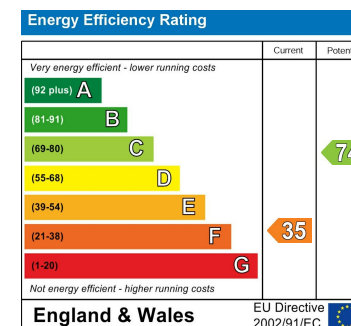 Energy Efficiency Rating
Current Potent
Very energy efficient - lower running costs
(92 plus) A
(81-91) B
(69-80) C
74
(55-68) D
(39-54) E
(21-38) F
35
(1-20) G
Not energy efficient - higher running costs
England & Wales
EU Directive
2002/91/EC